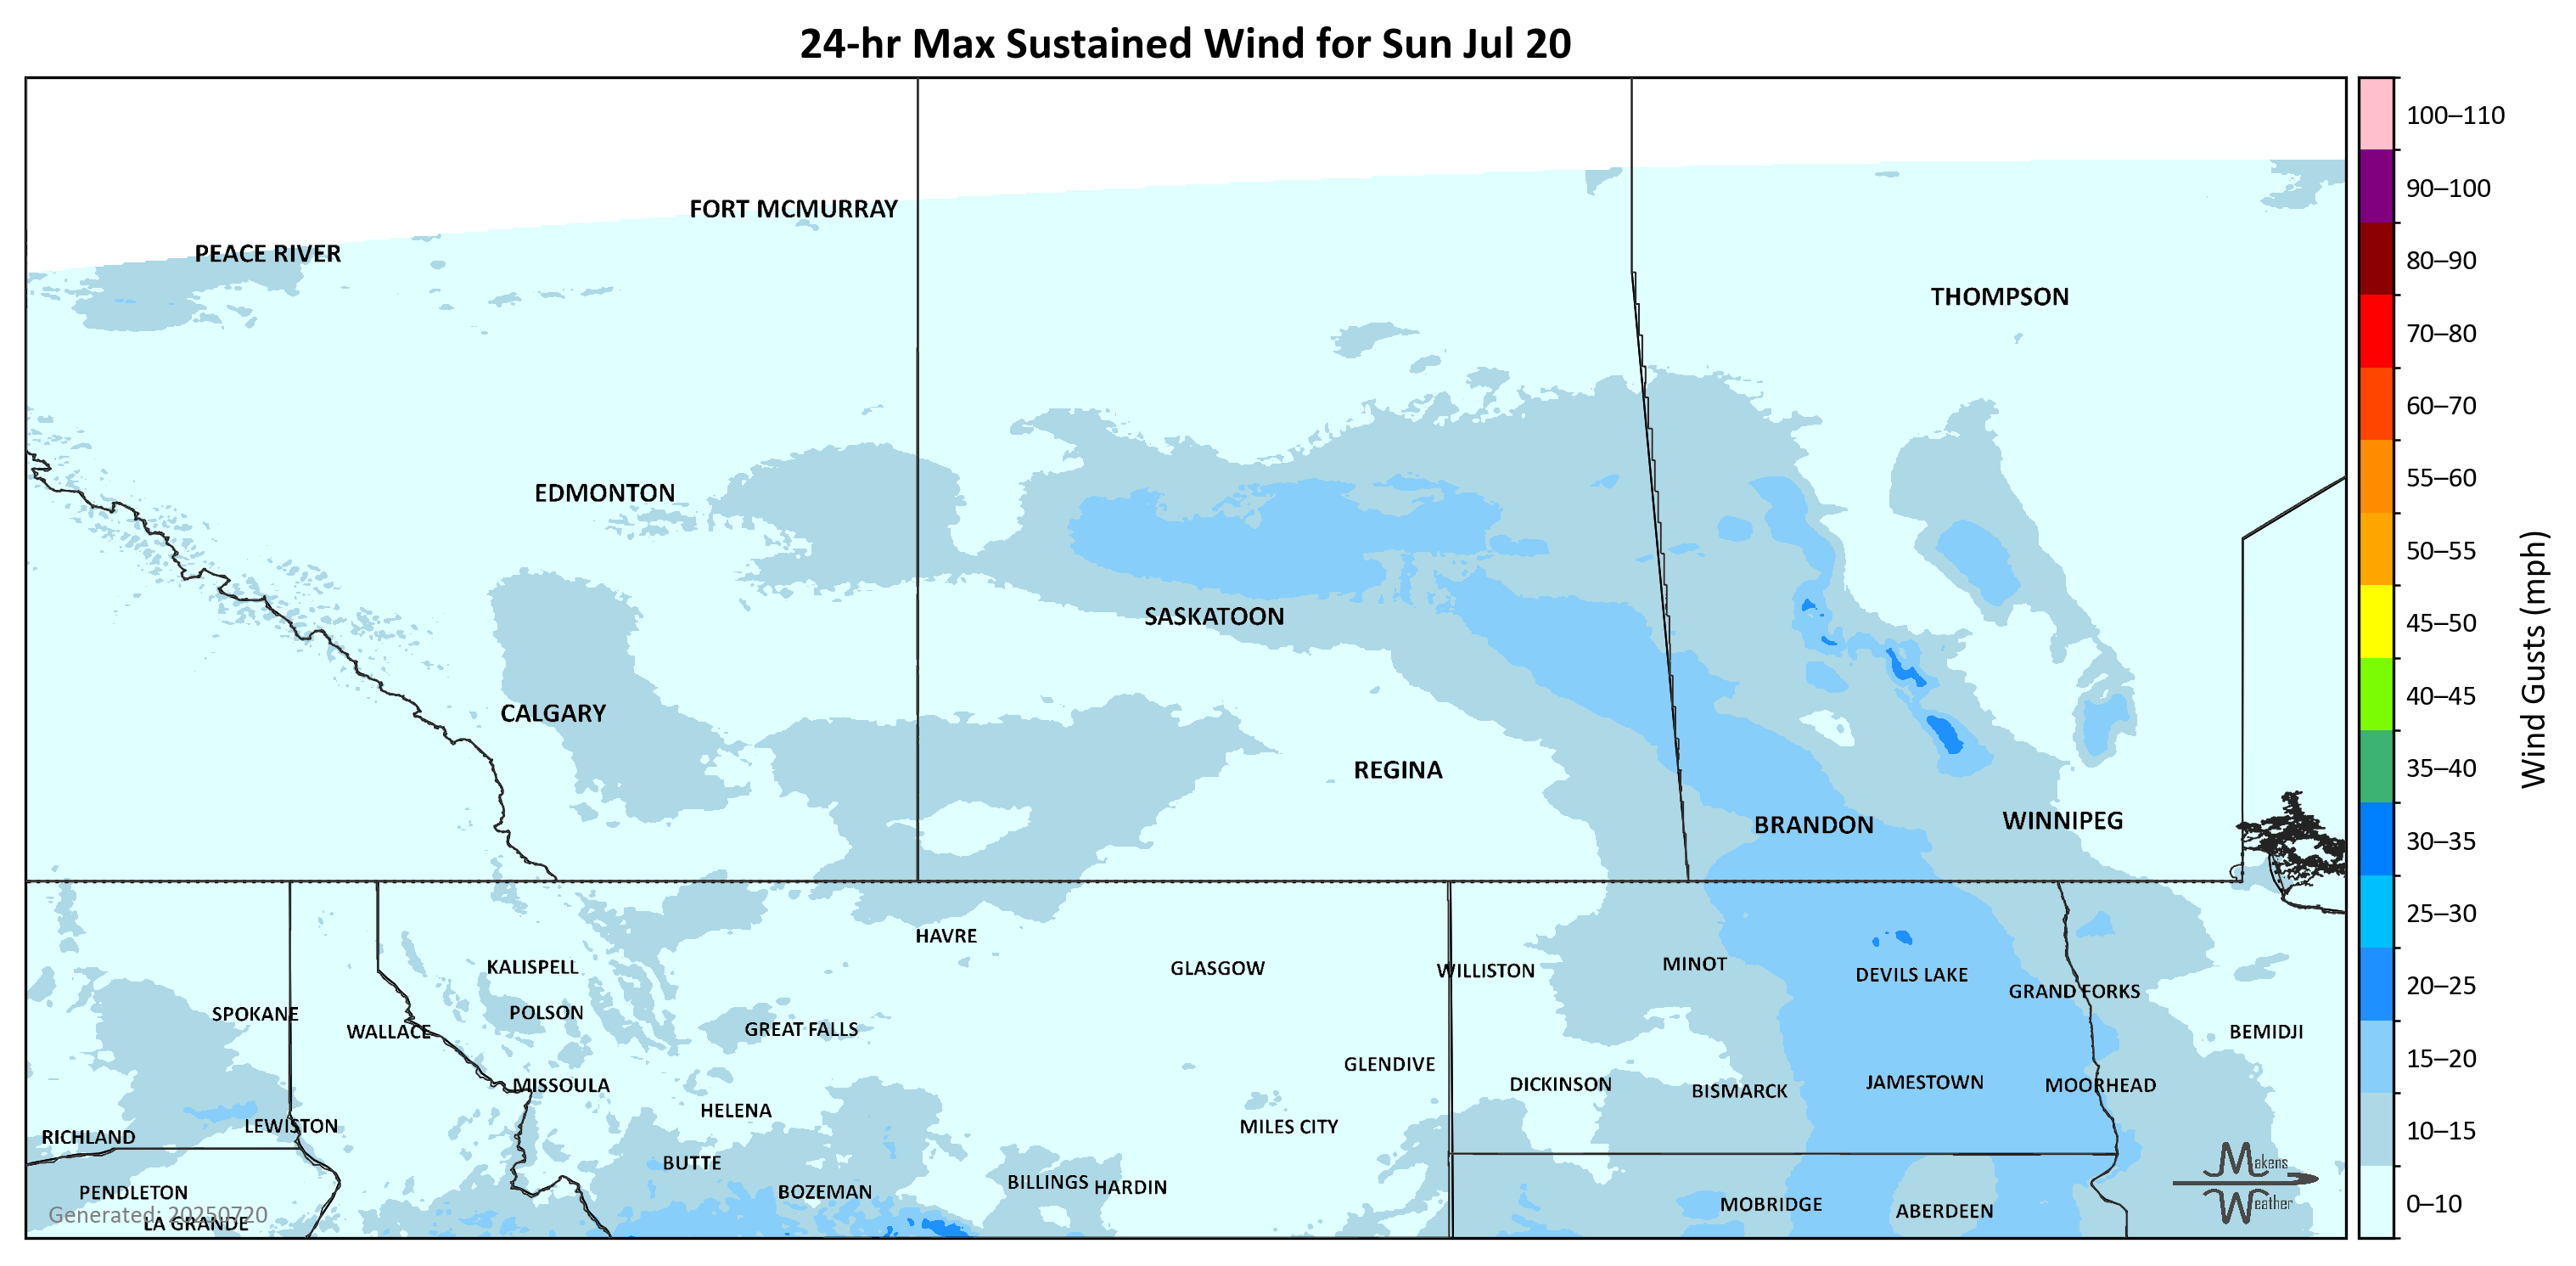 24-hr Max Sustained Wind for Sun Jul 20
100–110
90–100
80–90
70–80
60–70
55–60
50–55
45–50
40–45
35–40
30–35
25–30
20–25
15–20
10–15
0–10
Wind Gusts (mph)
FORT MCMURRAY
PEACE RIVER
THOMPSON
EDMONTON
SASKATOON
CALGARY
REGINA
BRANDON
WINNIPEG
HAVRE
KALISPELL
GLASGOW
WILLISTON
MINOT
DEVILS LAKE
GRAND FORKS
SPOKANE
POLSON
WALLACE
GREAT FALLS
BEMIDJI
GLENDIVE
MISSOULA
DICKINSON
BISMARCK
JAMESTOWN
MOORHEAD
HELENA
LEWISTON
MILES CITY
RICHLAND
BUTTE
BILLINGS
HARDIN
PENDLETON
BOZEMAN
MOBRIDGE
ABERDEEN
Generated: 20250720
LA GRANDE
Makens
Weather